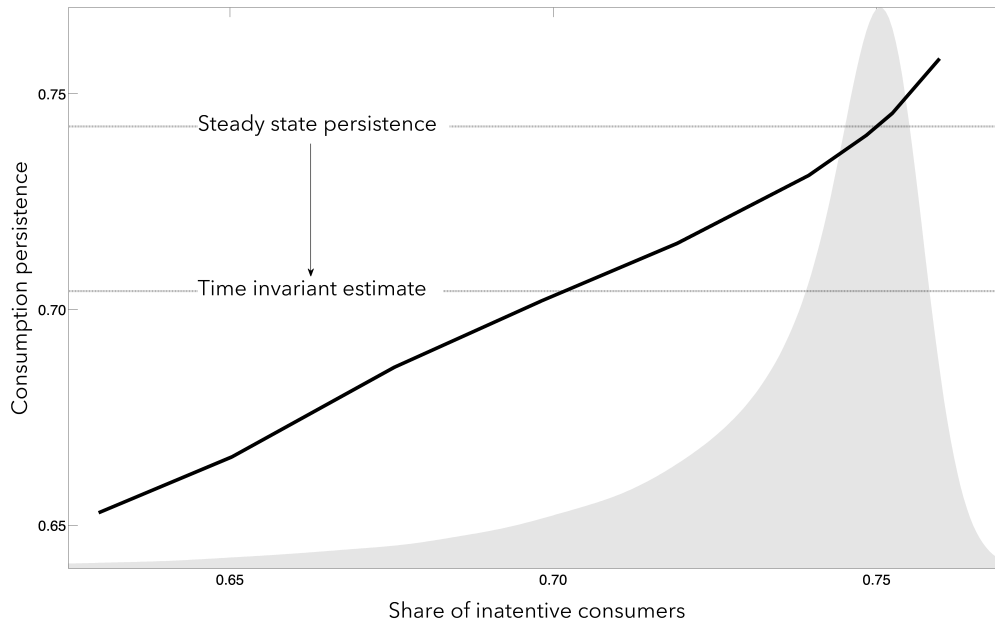 0.75
Steady state persistence
Time invariant estimate
0.70
0.65
Consumption persistence
0.65
0.70
0.75
Share of inatentive consumers